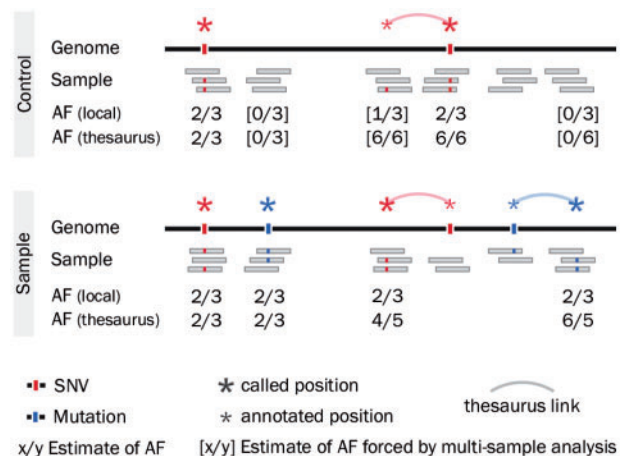 Control
* * *
Genome
Sample
AF (local) 2/3 [0/3] [1/3] 2/3 [0/3]
AF (thesaurus) 2/3 [0/3] [6/6] 6/6 [0/6]
Sample
* * * * * *
Genome
Sample
AF (local) 2/3 2/3 2/3 2/3
AF (thesaurus) 2/3 2/3 4/5 6/5
SNV * called position
Mutation * annotated position thesaurus link
x/y Estimate of AF [x/y] Estimate of AF forced by multi-sample analysis